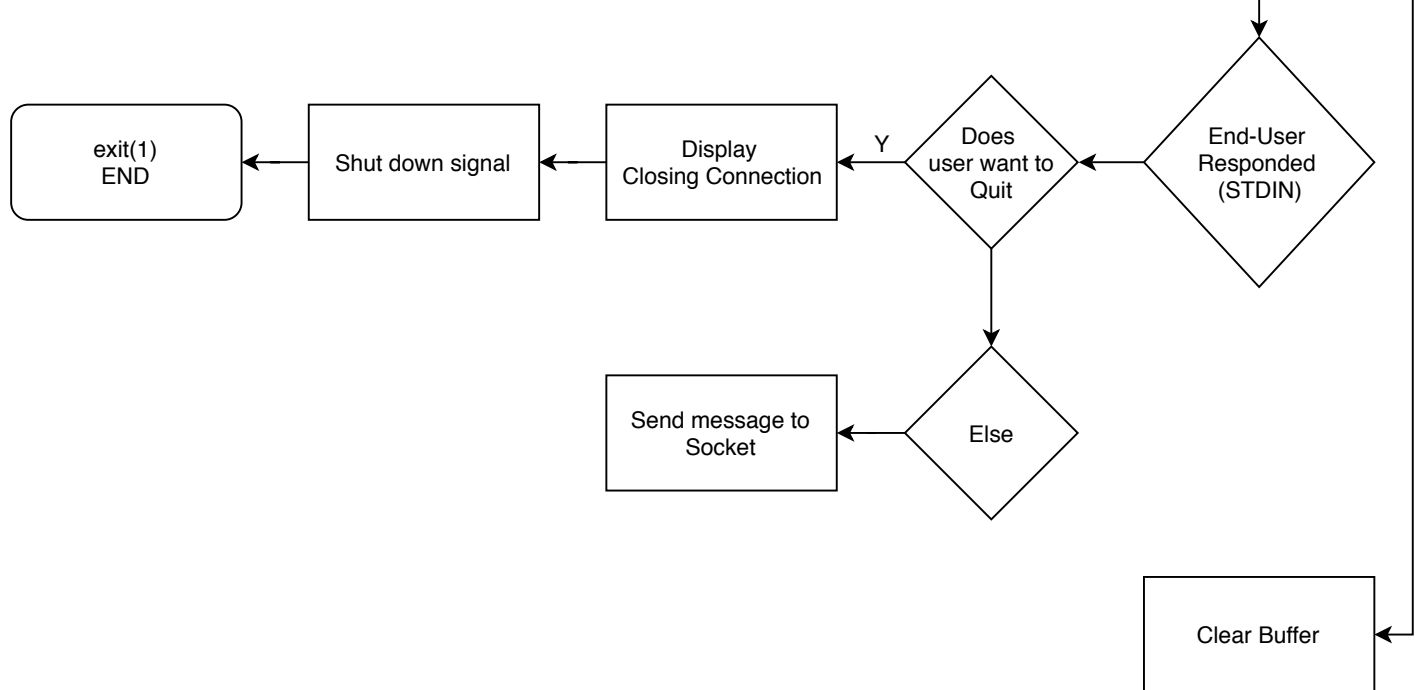 exit(1)
END
Shut down signal
Display
Closing Connection
Y
Does
user want to
Quit
End-User
Responded
(STDIN)
Send message to
Socket
Else
Clear Buffer